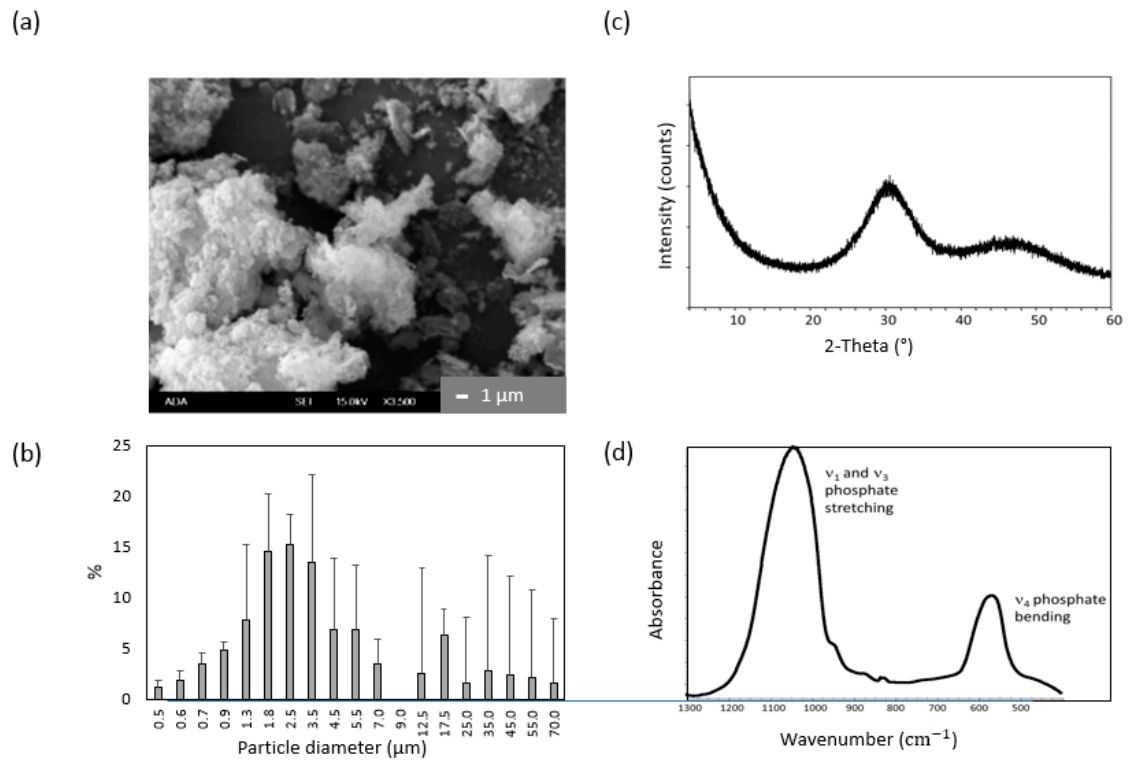 (a)
ADA SEI 15.0kV X3,500 1 μm
(b)
25
20
15
10
5
0
%
0.5 0.6 0.7 0.9 1.3 1.8 2.5 3.5 4.5 5.5 7.0 9.0 12.5 17.5 25.0 35.0 45.0 55.0 70.0
Particle diameter (μm)
(c)
Intensity (counts)
10 20 30 40 50 60
2-Theta (°)
(d)
ν1 and ν3
phosphate
stretching
ν4 phosphate
bending
Absorbance
1300 1200 1100 1000 900 800 700 600 500
Wavenumber (cm⁻¹)